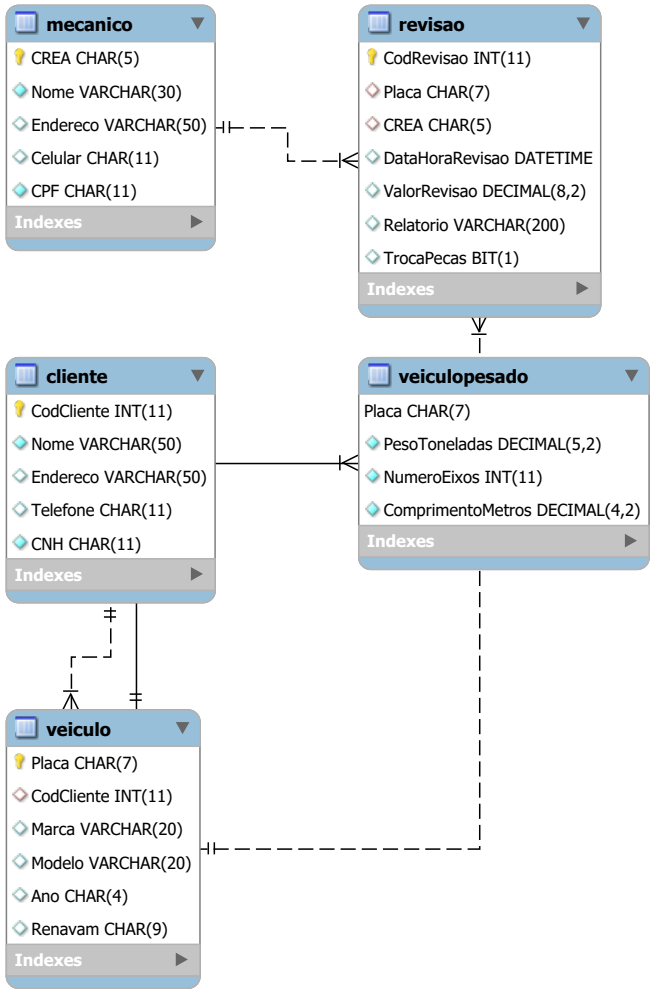 mecanico
CREA CHAR(5)
Nome VARCHAR(30)
Endereco VARCHAR(50)
Celular CHAR(11)
CPF CHAR(11)
Indexes
revisao
CodRevisao INT(11)
Placa CHAR(7)
CREA CHAR(5)
DataHoraRevisao DATETIME
ValorRevisao DECIMAL(8,2)
Relatorio VARCHAR(200)
TrocaPecas BIT(1)
Indexes
cliente
CodCliente INT(11)
Nome VARCHAR(50)
Endereco VARCHAR(50)
Telefone CHAR(11)
CNH CHAR(11)
Indexes
veiculopesado
Placa CHAR(7)
PesoToneladas DECIMAL(5,2)
NumeroEixos INT(11)
ComprimentoMetros DECIMAL(4,2)
Indexes
veiculo
Placa CHAR(7)
CodCliente INT(11)
Marca VARCHAR(20)
Modelo VARCHAR(20)
Ano CHAR(4)
Renavam CHAR(9)
Indexes